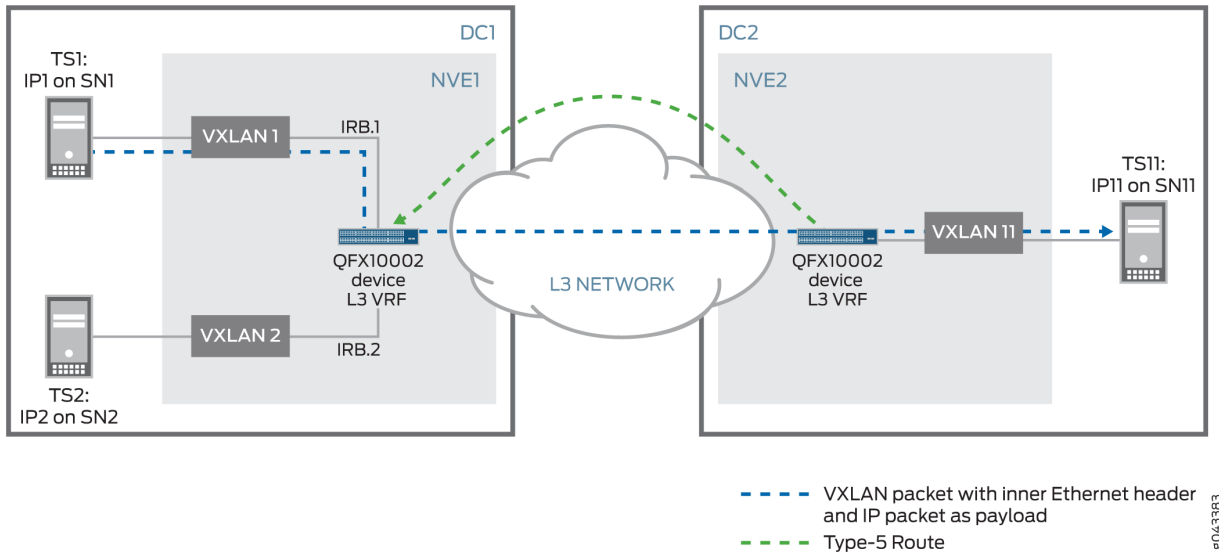 DC1
DC2
TS1:
IP1 on SN1
NVE1
NVE2
VXLAN 1
IRB.1
TS11:
IP11 on SN11
VXLAN 11
QFX10002
device
L3 VRF
L3 NETWORK
QFX10002
device
L3 VRF
VXLAN 2
IRB.2
TS2:
IP2 on SN2
VXLAN packet with inner Ethernet header
and IP packet as payload
Type-5 Route
g043383